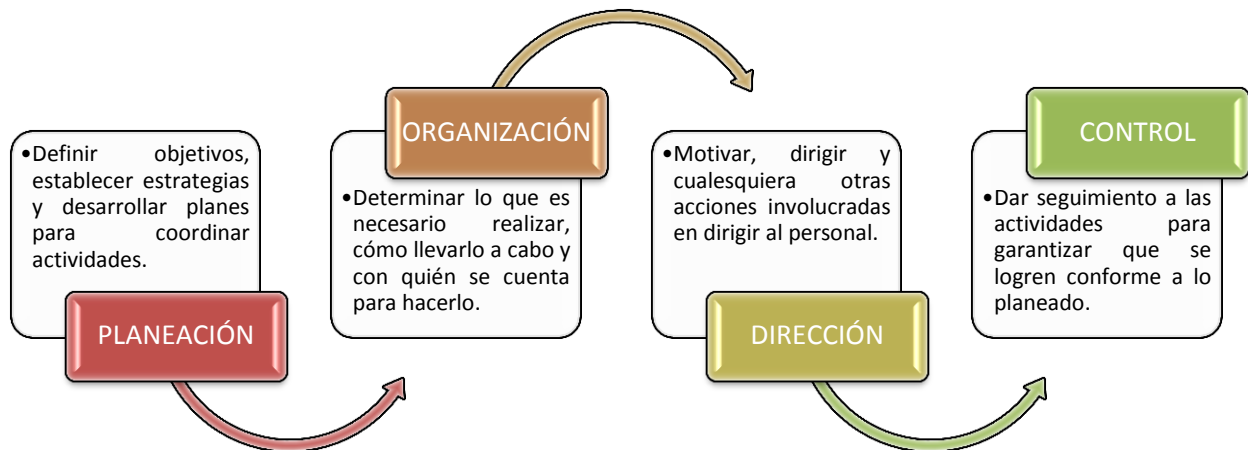 •Definir objetivos,
establecer estrategias
y desarrollar planes
para coordinar
actividades.
PLANEACIÓN
ORGANIZACIÓN
•Determinar lo que es
necesario realizar,
cómo llevarlo a cabo y
con quién se cuenta
para hacerlo.
•Motivar, dirigir y
cualesquiera otras
acciones involucradas
en dirigir al personal.
DIRECCIÓN
CONTROL
•Dar seguimiento a las
actividades para
garantizar que se
logren conforme a lo
planeado.